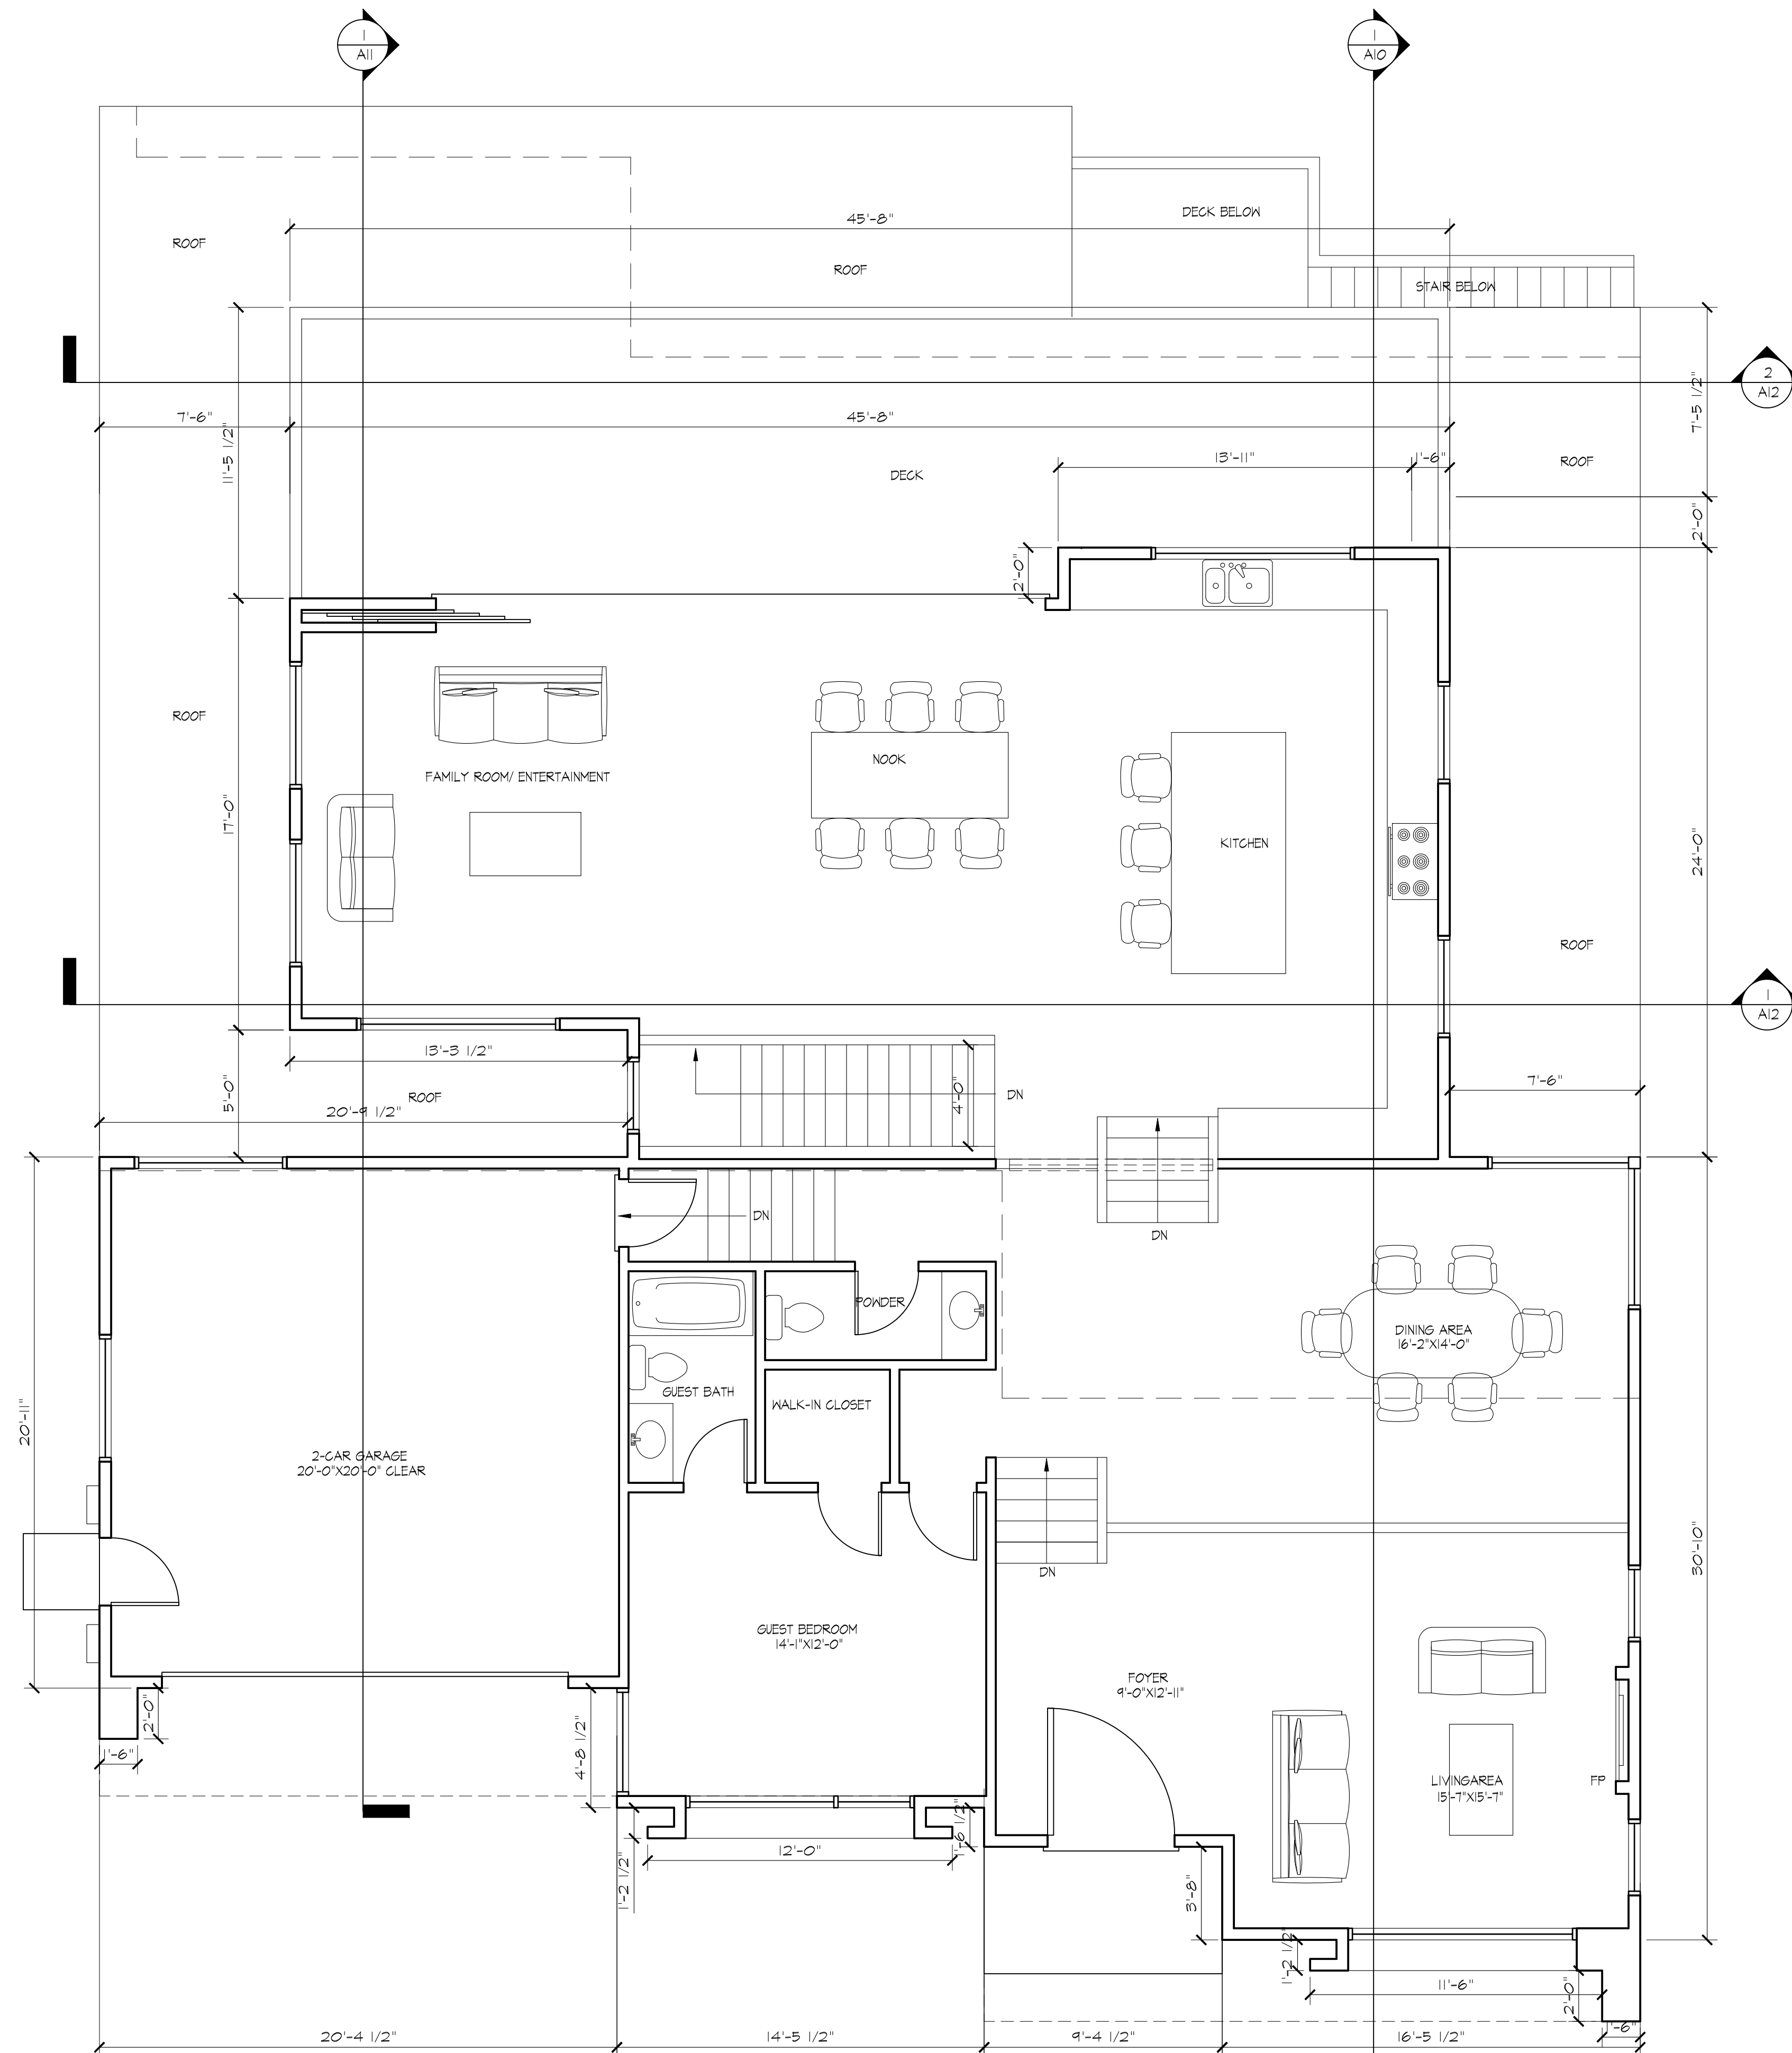 1
A11
1
A10
DECK BELOW
45'-8"
ROOF
ROOF
STAIR BELOW
2
A12
7'-5 1/2"
7'-6"
45'-8"
11'-5 1/2"
13'-11"
1'-6"
ROOF
DECK
2'-0"
2'-0"
ROOF
NOOK
FAMILY ROOM/ ENTERTAINMENT
17'-0"
KITCHEN
24'-0"
ROOF
1
A12
13'-3 1/2"
7'-6"
5'-0"
ROOF
4'-0"
DN
20'-9 1/2"
DN
DN
POWDER
DINING AREA
16'-2"X14'-0"
GUEST BATH
WALK-IN CLOSET
20'-11"
2-CAR GARAGE
20'-0"X20'-0" CLEAR
30'-10"
DN
GUEST BEDROOM
14'-1"X12'-0"
FOYER
9'-0"X12'-11"
2'-0"
1'-6"
4'-8 1/2"
LIVINGAREA
15'-7"X15'-7"
FP
1'-6 1/2"
12'-0"
1'-2 1/2"
3'-8"
1'-2 1/2"
11'-6"
2'-0"
1'-6"
20'-4 1/2"
14'-5 1/2"
9'-4 1/2"
16'-5 1/2"